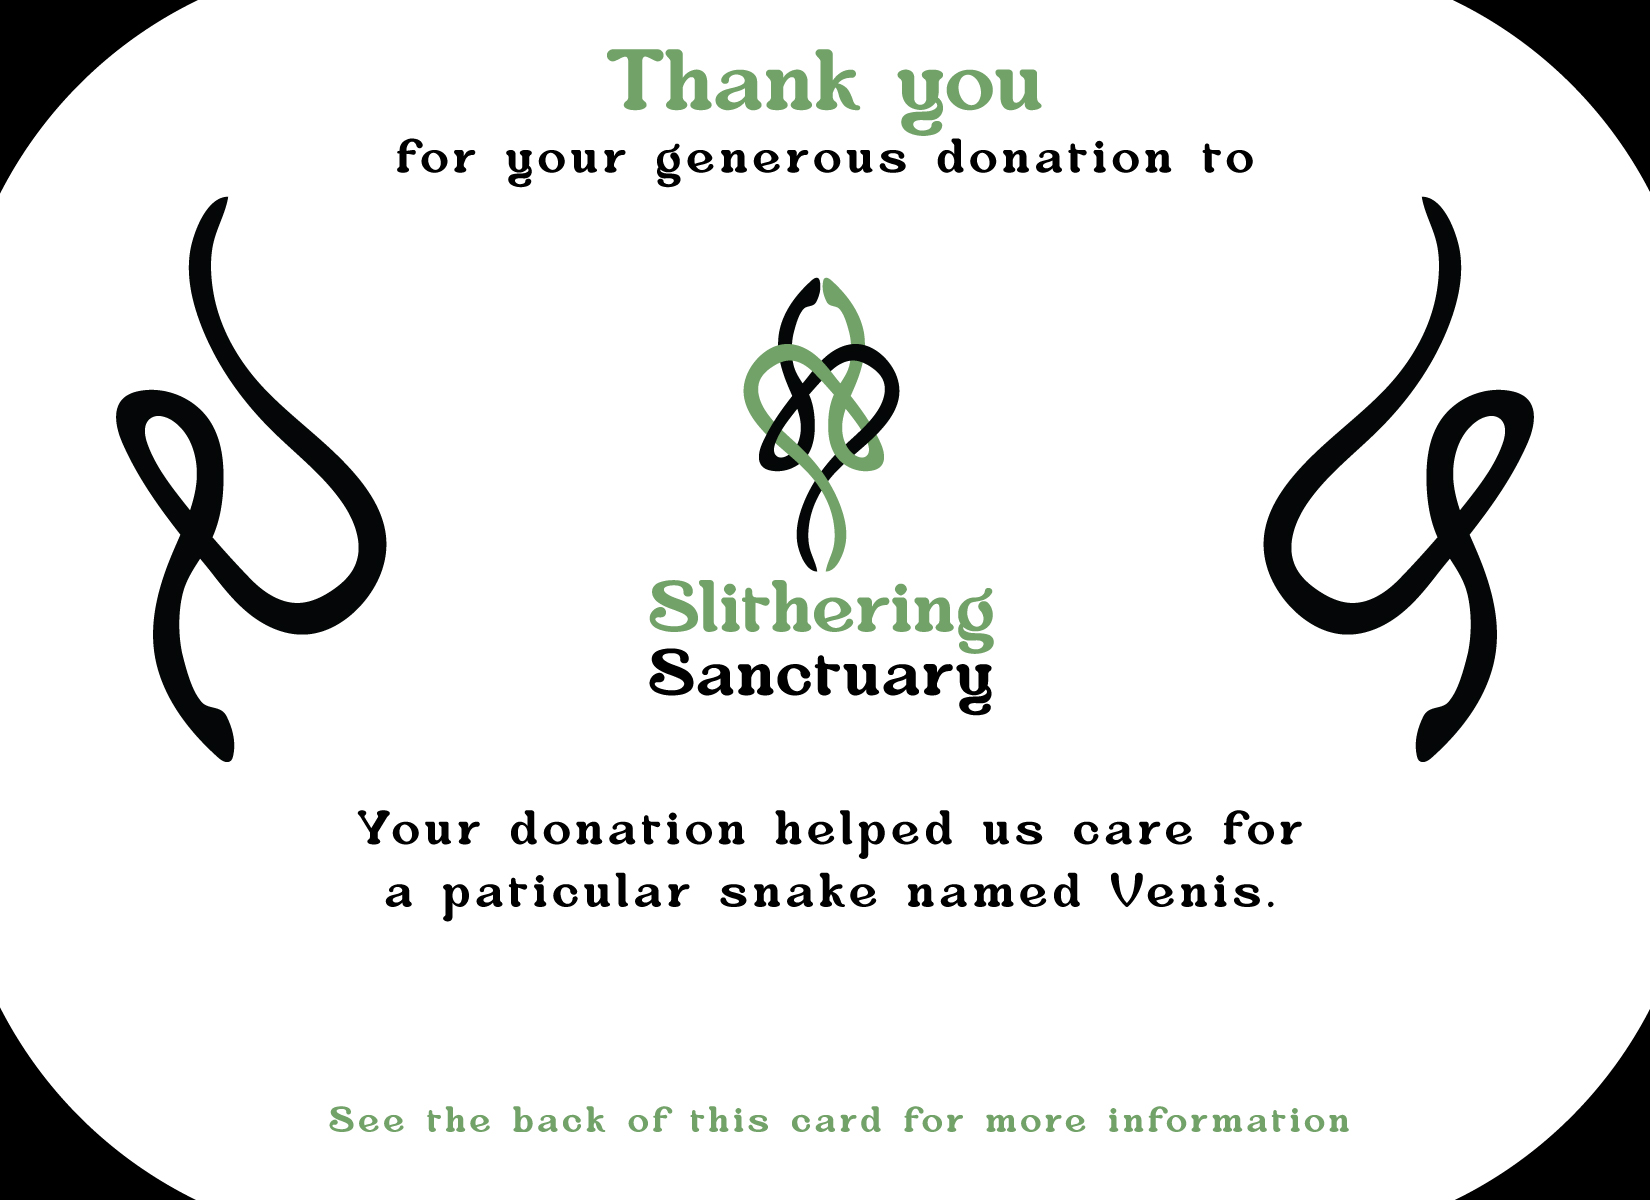 Thank you
for your generous donation to
Slithering
Sanctuary
Your donation helped us care for
a paticular snake named Venis.
See the back of this card for more information